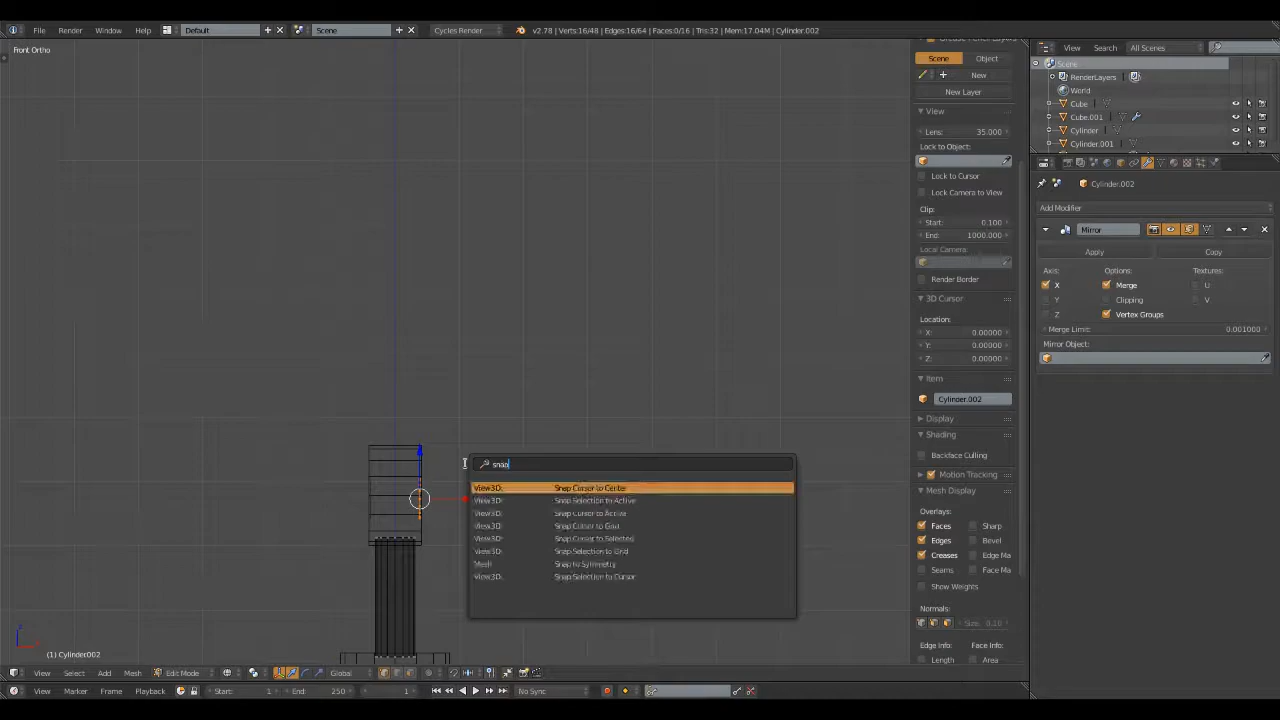 File Render Window Help Default Scene Cycles Render v2.78 | Verts:16/48 | Edges:16/64 | Faces:0/16 | Tris:32 | Mem:17.04M | Cylinder.002
Front Ortho
View Search All Scenes
Scene
RenderLayers
World
Cube
Cube.001
Cylinder
Cylinder.001
Scene Object
New
New Layer
View
Lens: 35.000
Lock to Object:
Lock to Cursor
Lock Camera to View
Clip:
Start: 0.100
End: 1000.000
Local Camera:
Render Border
3D Cursor
Location:
X: 0.00000
Y: 0.00000
Z: 0.00000
Item
Cylinder.002
Display
Shading
Backface Culling
Motion Tracking
Mesh Display
Overlays:
Faces Sharp
Edges Bevel
Creases Edge Ma
Seams Face Ma
Show Weights
Normals:
Size: 0.10
Edge Info: Face Info:
Length Area
Cylinder.002
Add Modifier
Mirror
Apply Copy
Axis: Options: Textures:
X Merge U
Y Clipping V
Z Vertex Groups
Merge Limit: 0.001000
Mirror Object:
snap
View3D: Snap Cursor to Center
View3D: Snap Selection to Active
View3D: Snap Cursor to Active
View3D: Snap Cursor to Grid
View3D: Snap Cursor to Selected
View3D: Snap Selection to Grid
Mesh Snap to Symmetry
View3D: Snap Selection to Cursor
(1) Cylinder002
View Select Add Mesh Edit Mode Global
View Marker Frame Playback Start: 1 End: 250 1 No Sync